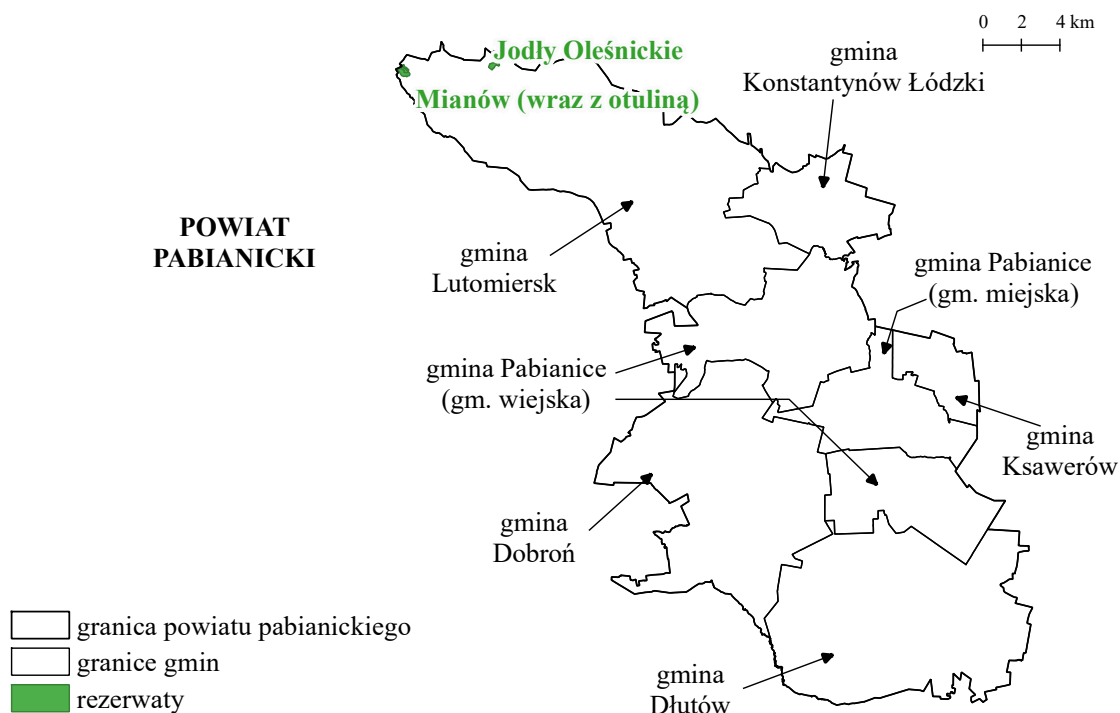 0 2 4 km
Jodły Oleśnickie
Mianów (wraz z otuliną)
gmina
Konstantynów Łódzki
POWIAT
PABIANICKI
gmina
Lutomiersk
gmina Pabianice
(gm. miejska)
gmina Pabianice
(gm. wiejska)
gmina
Ksawerów
gmina
Dobroń
granica powiatu pabianickiego
granice gmin
rezerwaty
gmina
Dłutów